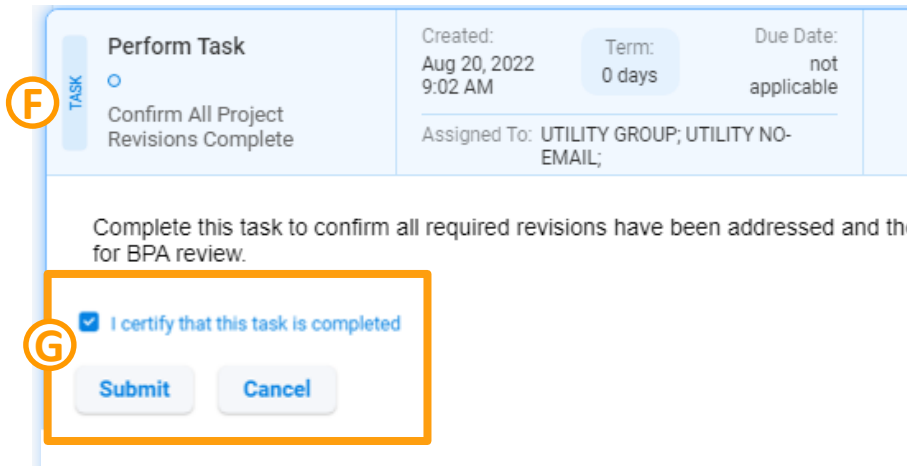 F
TASK
Perform Task
Confirm All Project
Revisions Complete
Created:
Aug 20, 2022
9:02 AM
Term:
0 days
Due Date:
not
applicable
Assigned To: UTILITY GROUP; UTILITY NO-
EMAIL;
Complete this task to confirm all required revisions have been addressed and the
for BPA review.
G
I certify that this task is completed
Submit
Cancel